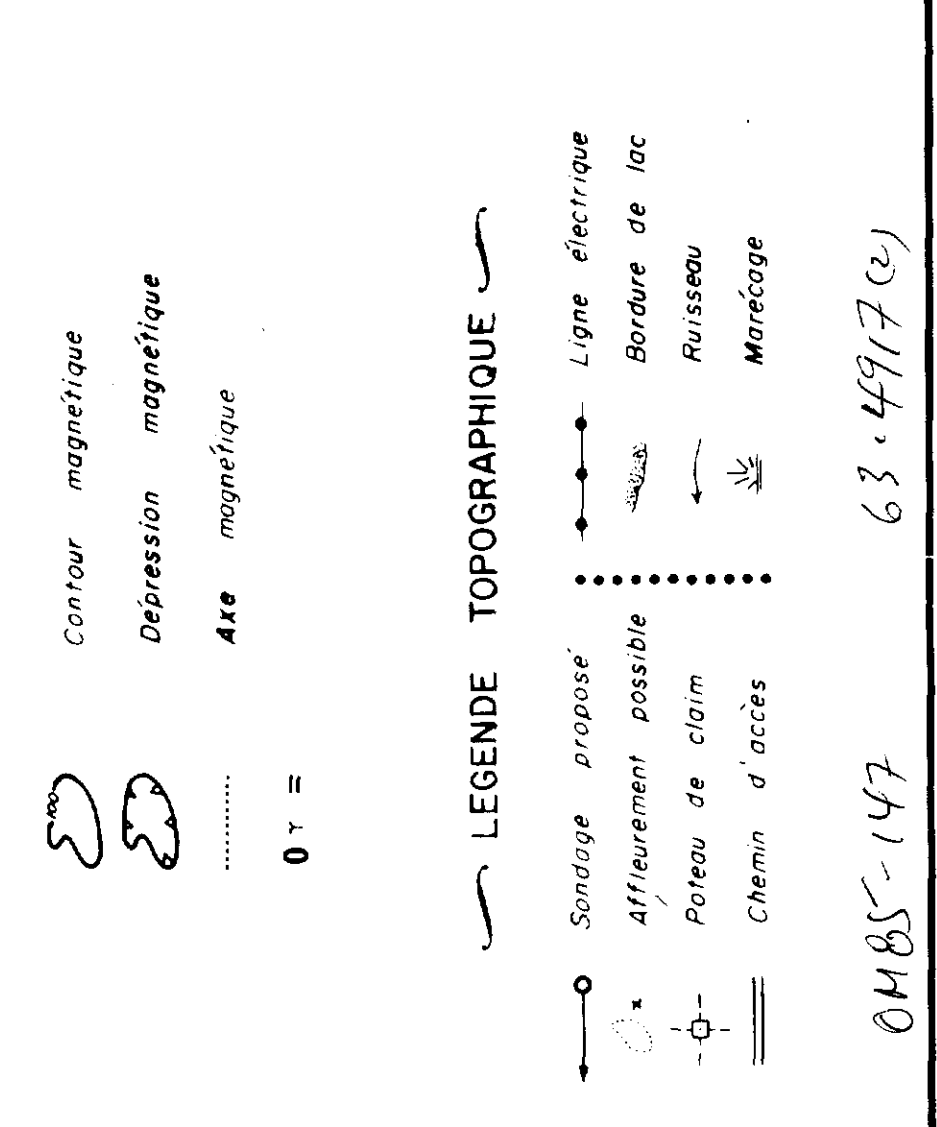 100 Contour magnétique
Dépression magnétique
Axe magnétique
0 γ =
LEGENDE TOPOGRAPHIQUE
Sondage proposé
Affleurement possible
Poteau de claim
Chemin d'accès
Ligne électrique
Bordure de lac
Ruisseau
Marécage
OM85-147
63.4917(2)